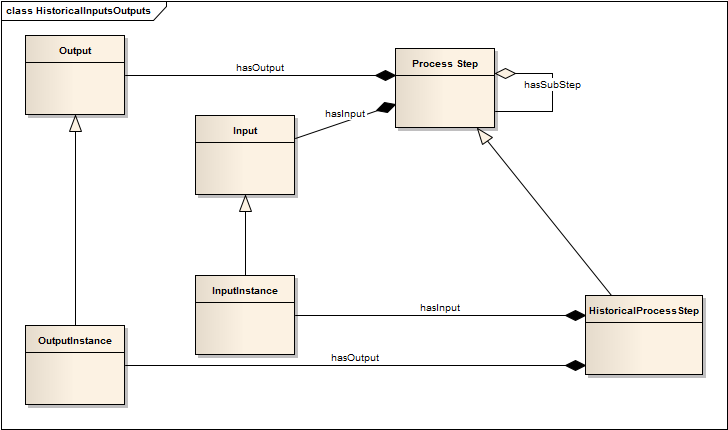 class HistoricalInputsOutputs
Output
Process Step
hasOutput
hasSubStep
hasInput
Input
InputInstance
hasInput
HistoricalProcessStep
OutputInstance
hasOutput